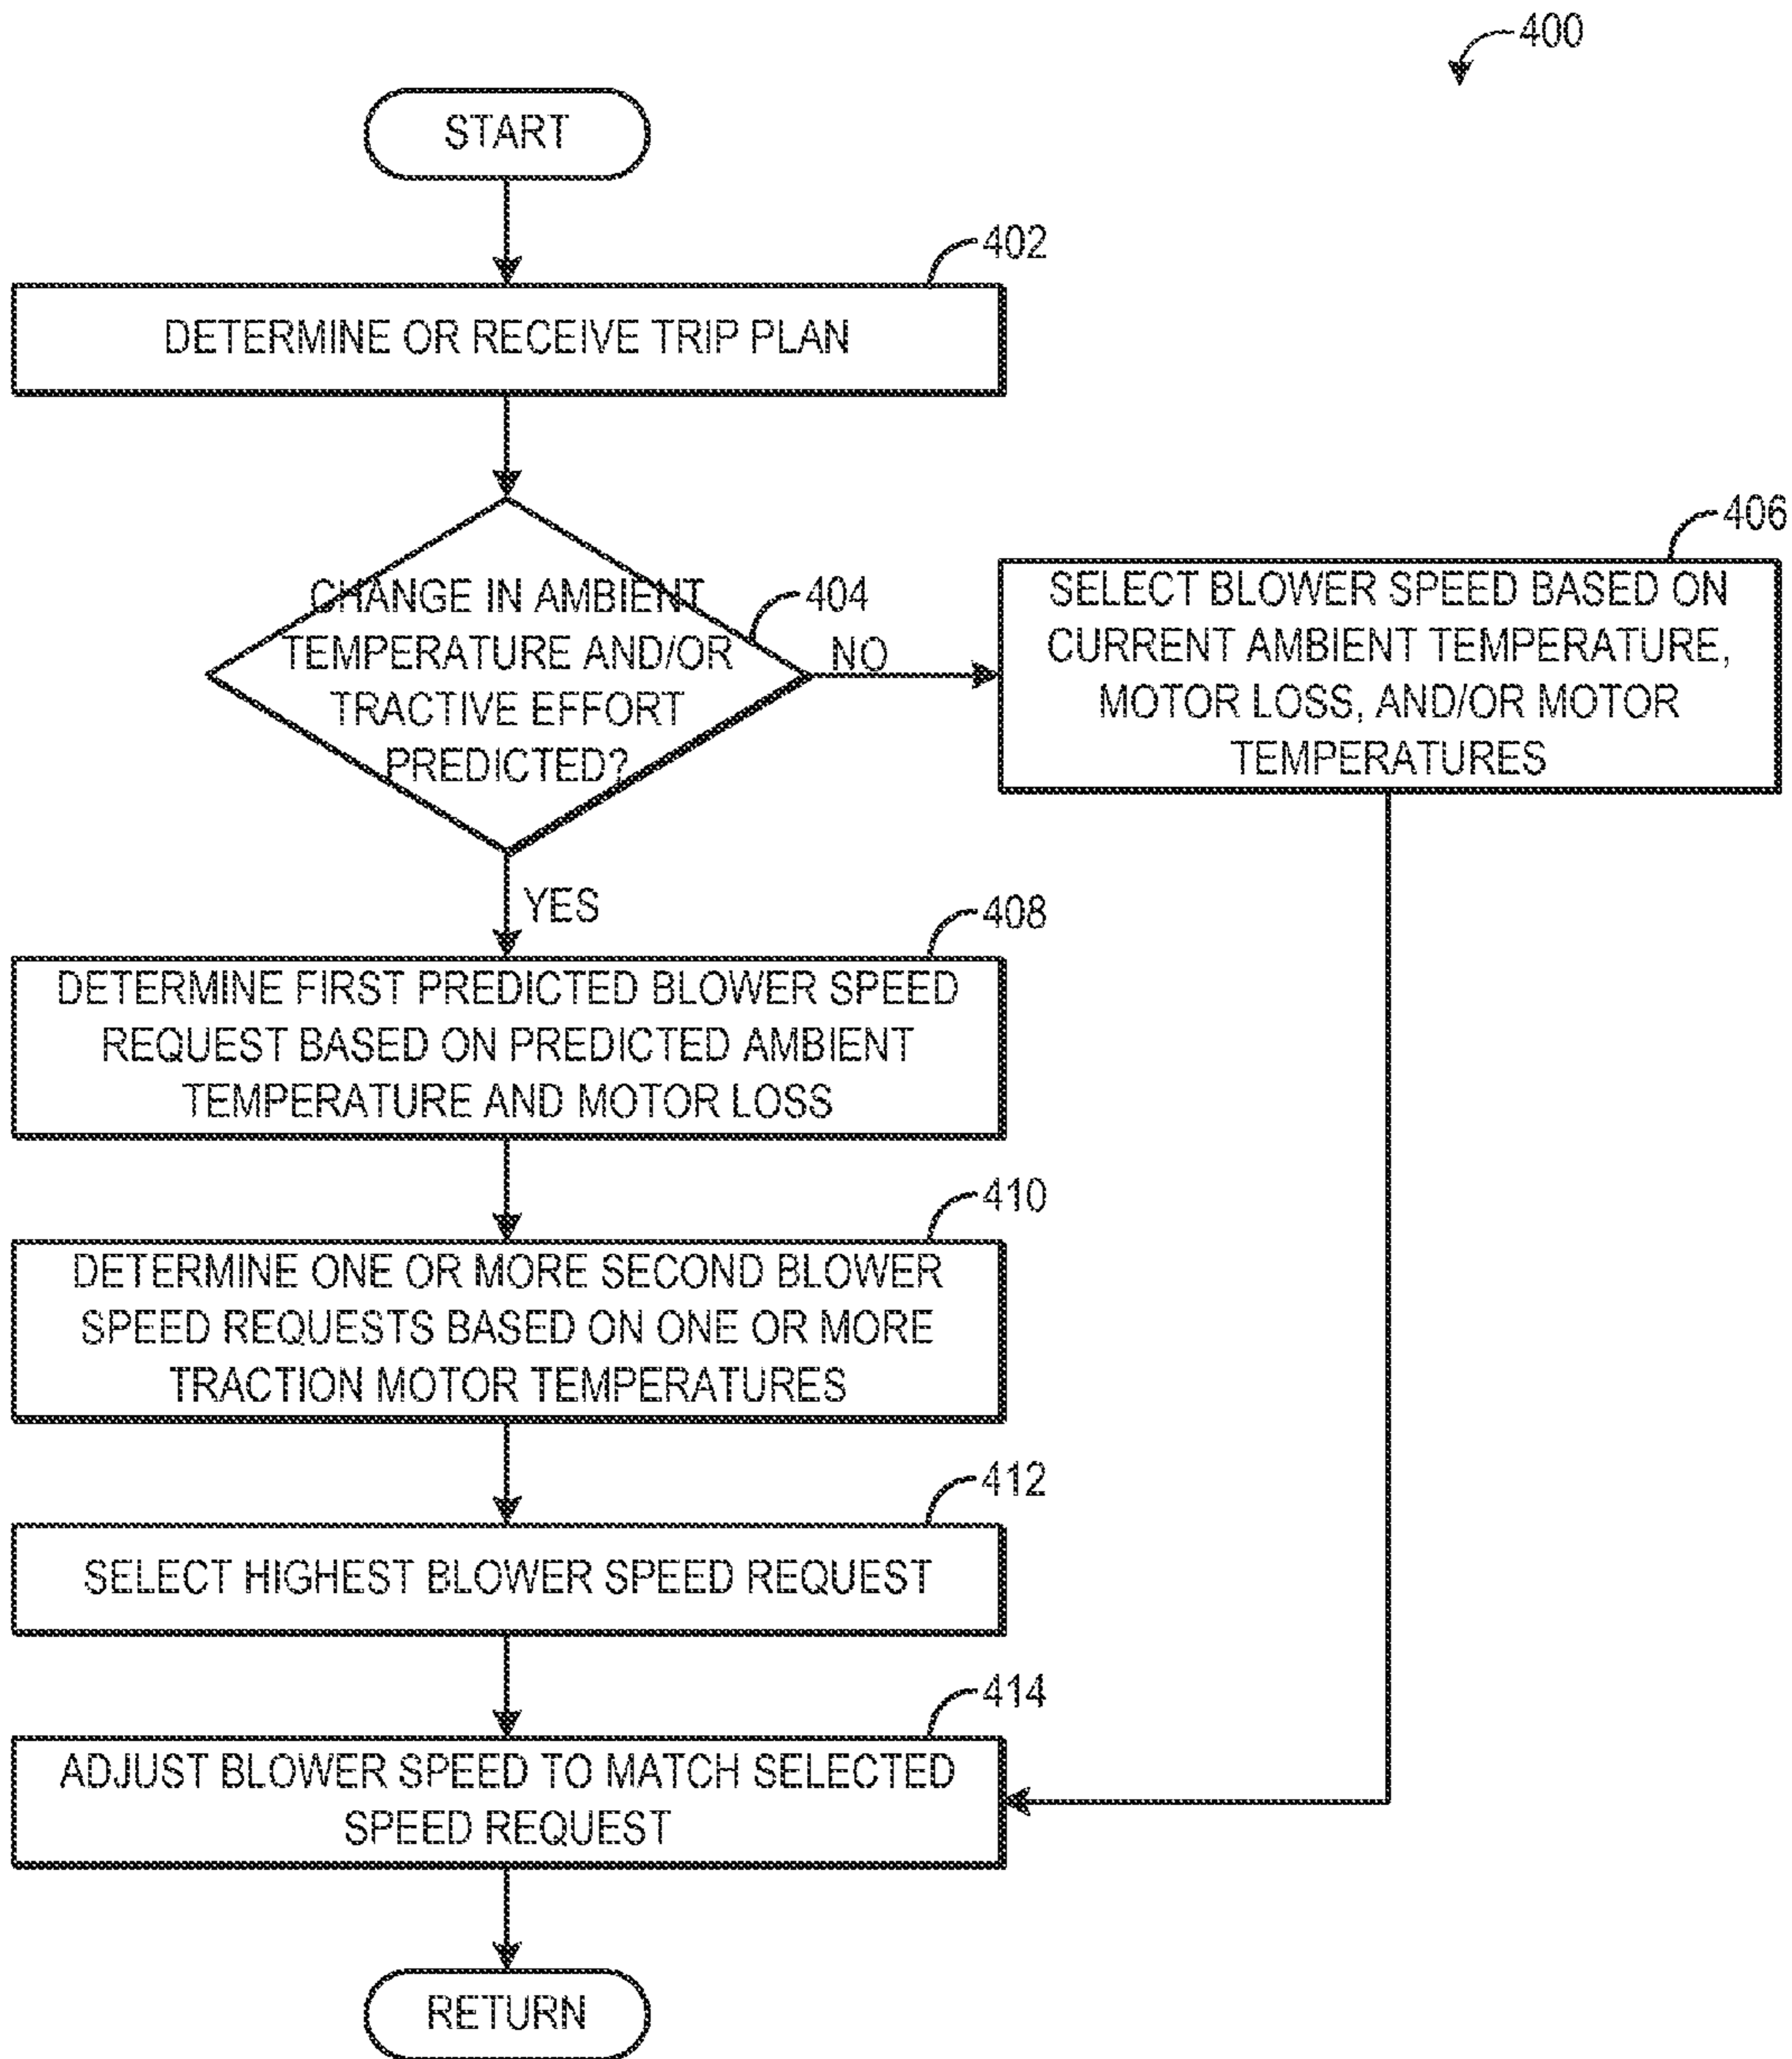 400
START
402
DETERMINE OR RECEIVE TRIP PLAN
CHANGE IN AMBIENT
TEMPERATURE AND/OR
TRACTIVE EFFORT
PREDICTED?
404
NO
406
SELECT BLOWER SPEED BASED ON
CURRENT AMBIENT TEMPERATURE,
MOTOR LOSS, AND/OR MOTOR
TEMPERATURES
YES
408
DETERMINE FIRST PREDICTED BLOWER SPEED
REQUEST BASED ON PREDICTED AMBIENT
TEMPERATURE AND MOTOR LOSS
410
DETERMINE ONE OR MORE SECOND BLOWER
SPEED REQUESTS BASED ON ONE OR MORE
TRACTION MOTOR TEMPERATURES
412
SELECT HIGHEST BLOWER SPEED REQUEST
414
ADJUST BLOWER SPEED TO MATCH SELECTED
SPEED REQUEST
RETURN